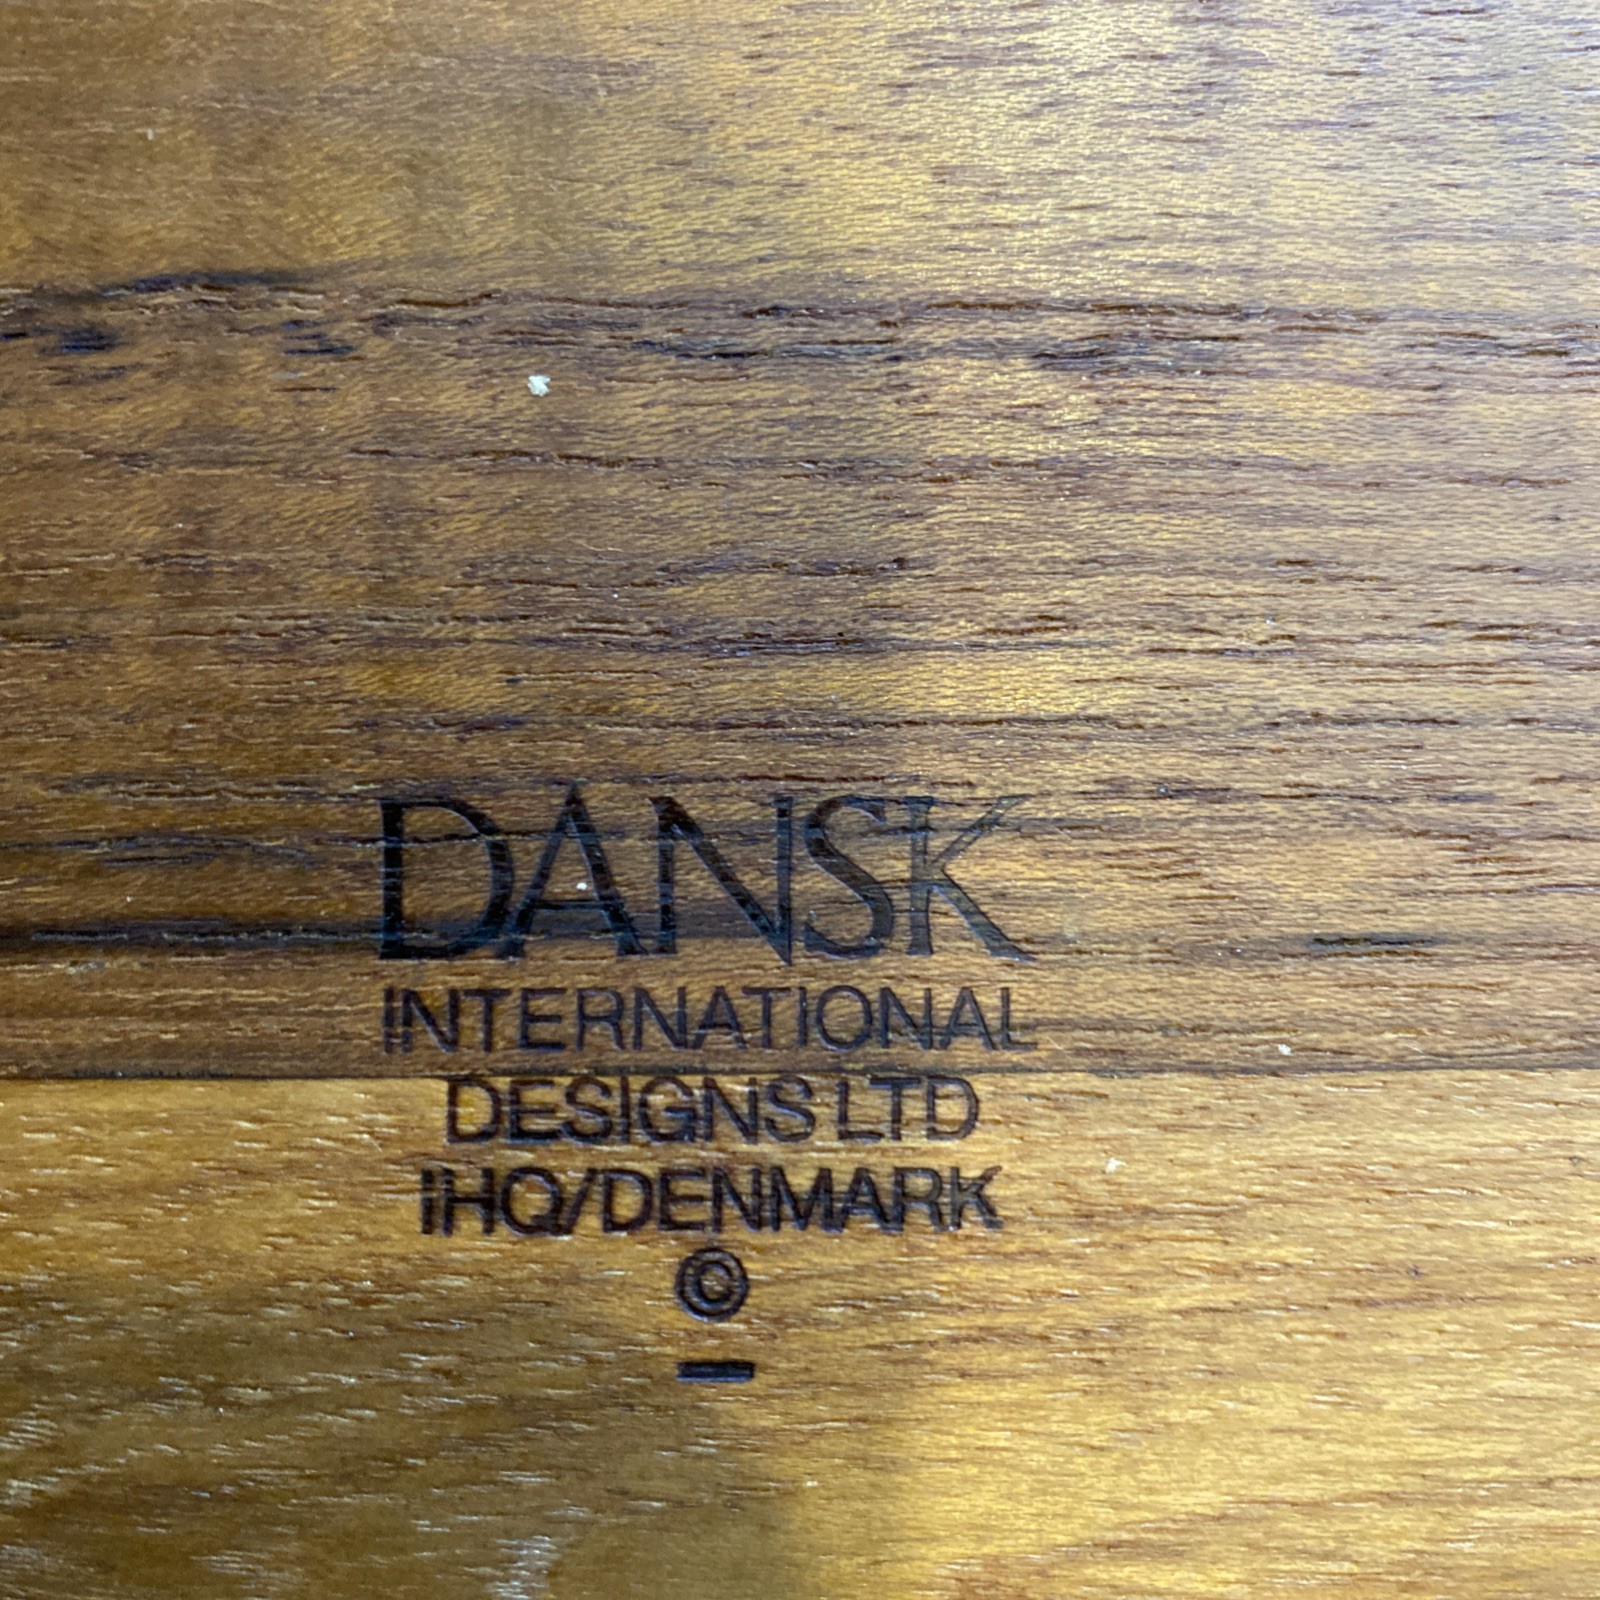 DANSK
INTERNATIONAL
DESIGNS LTD
IHQ/DENMARK
©